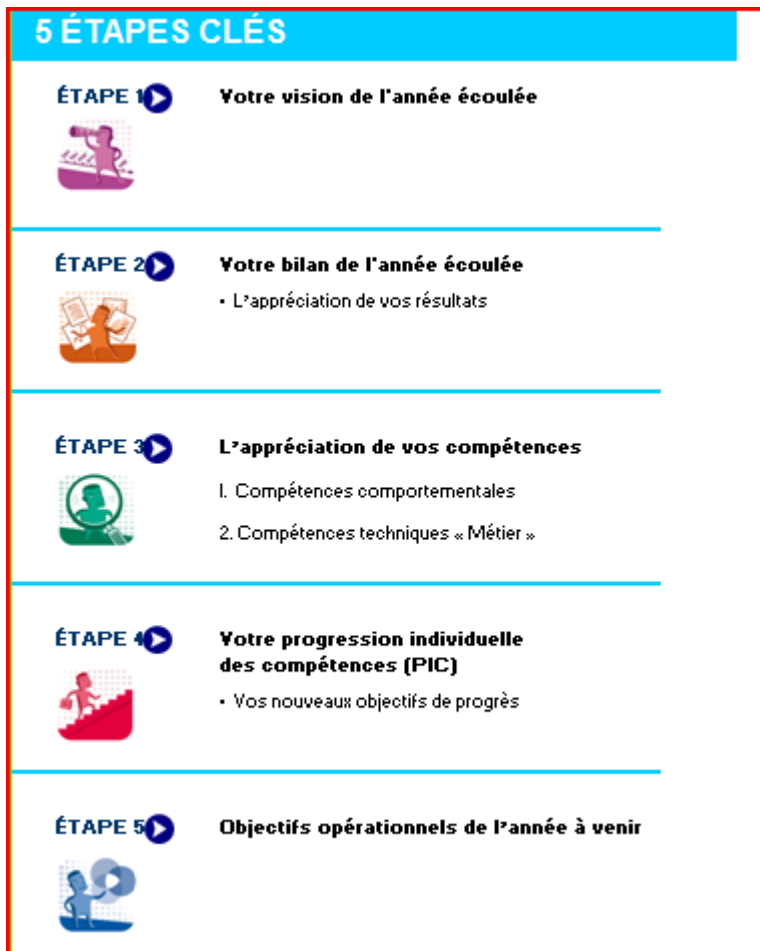 5 ÉTAPES CLÉS
ÉTAPE 1 Votre vision de l'année écoulée
ÉTAPE 2 Votre bilan de l'année écoulée
• L'appréciation de vos résultats
ÉTAPE 3 L'appréciation de vos compétences
1. Compétences comportementales
2. Compétences techniques « Métier »
ÉTAPE 4 Votre progression individuelle
des compétences (PIC)
• Vos nouveaux objectifs de progrès
ÉTAPE 5 Objectifs opérationnels de l'année à venir